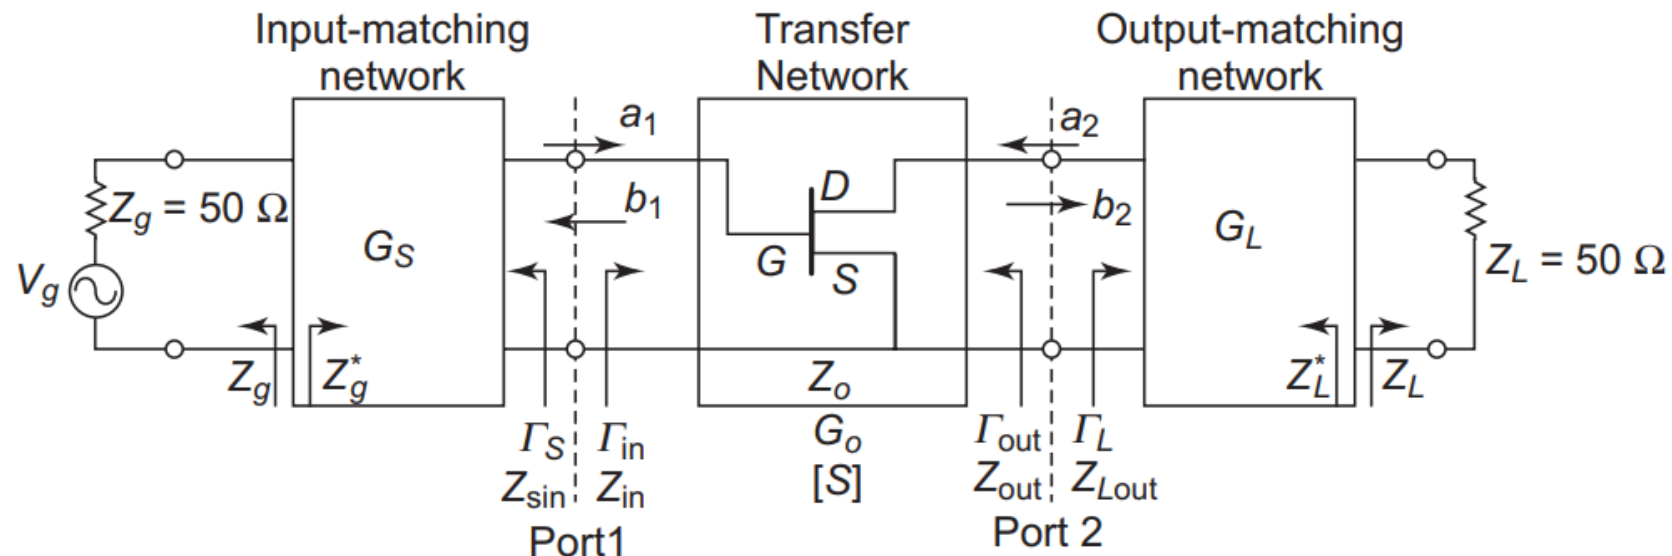 Input-matching
network
Transfer
Network
Output-matching
network
a1
a2
b1
b2
Zg = 50 Ω
Vg
GS
D
G
S
GL
ZL = 50 Ω
Zg
Zg*
Zo
ZL*
ZL
ΓS
Γin
Go
Γout
ΓL
Zsin
Zin
[S]
Zout
ZLout
Port1
Port 2